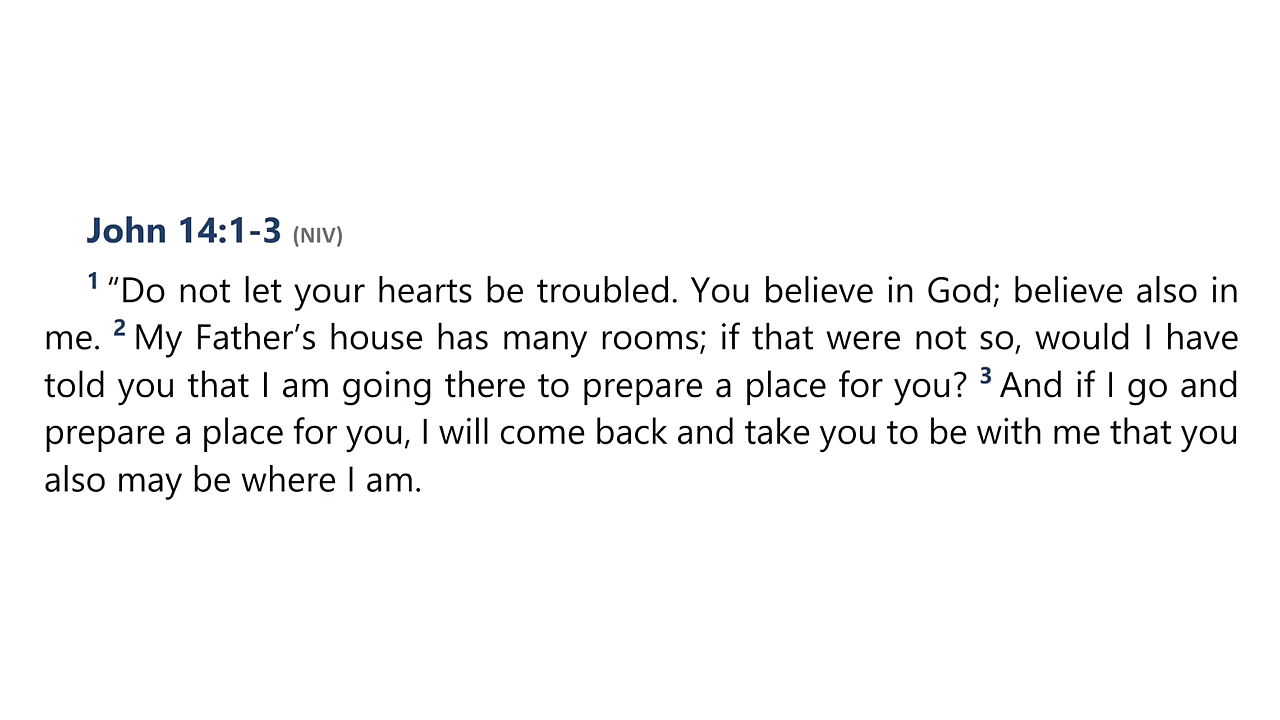 John 14:1-3 (NIV)
1 “Do not let your hearts be troubled. You believe in God; believe also in
me. 2 My Father’s house has many rooms; if that were not so, would I have
told you that I am going there to prepare a place for you? 3 And if I go and
prepare a place for you, I will come back and take you to be with me that you
also may be where I am.